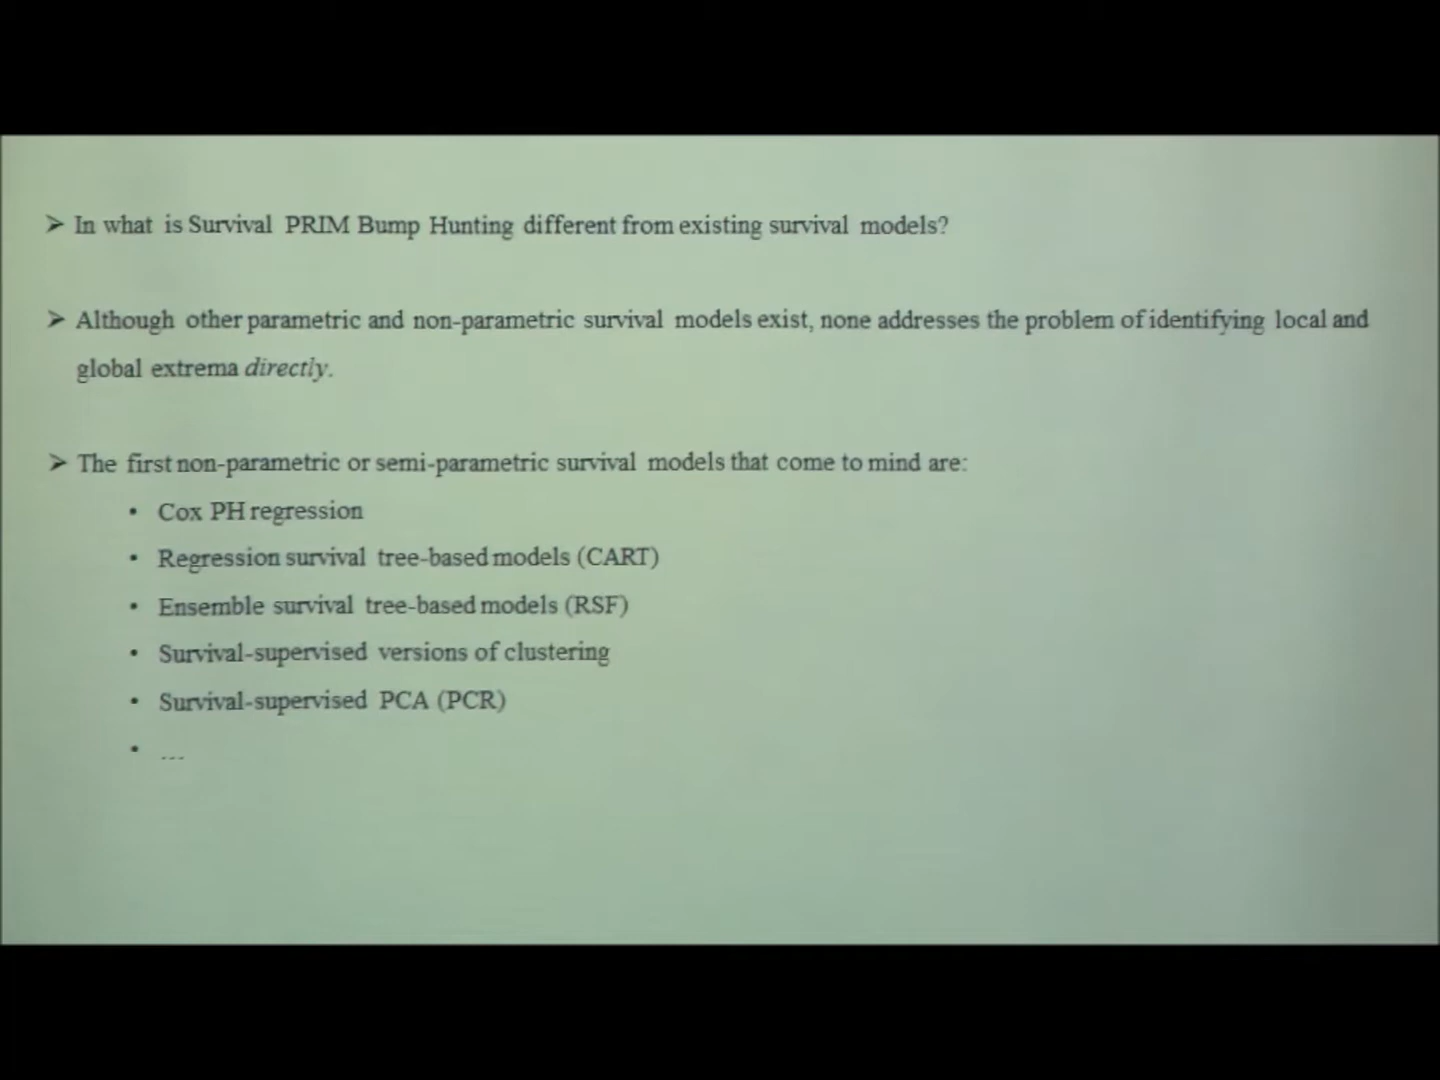 ➢ In what is Survival PRIM Bump Hunting different from existing survival models?
➢ Although other parametric and non-parametric survival models exist, none addresses the problem of identifying local and
global extrema directly.
➢ The first non-parametric or semi-parametric survival models that come to mind are:
• Cox PH regression
• Regression survival tree-based models (CART)
• Ensemble survival tree-based models (RSF)
• Survival-supervised versions of clustering
• Survival-supervised PCA (PCR)
• ...